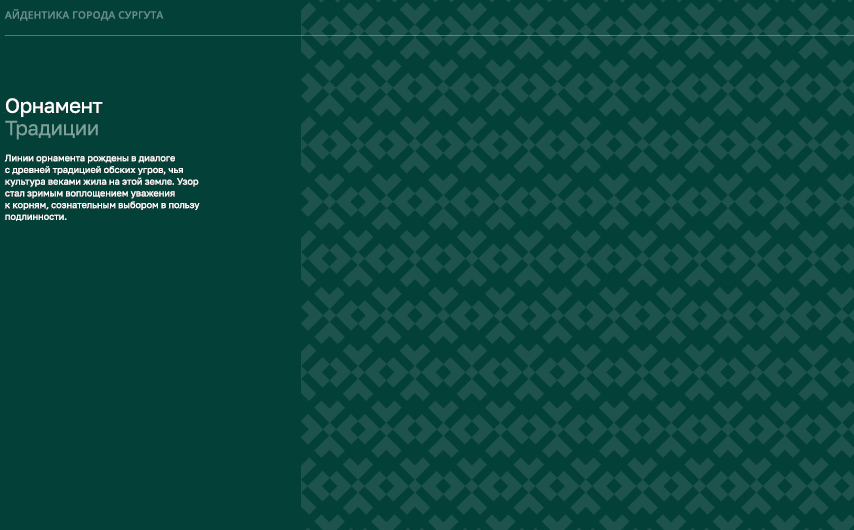 АЙДЕНТИКА ГОРОДА СУРГУТА
Орнамент
Традиции
Линии орнамента рождены в диалоге
с древней традицией обских угров, чья
культура веками жила на этой земле. Узор
стал зримым воплощением уважения
к корням, сознательным выбором в пользу
подлинности.